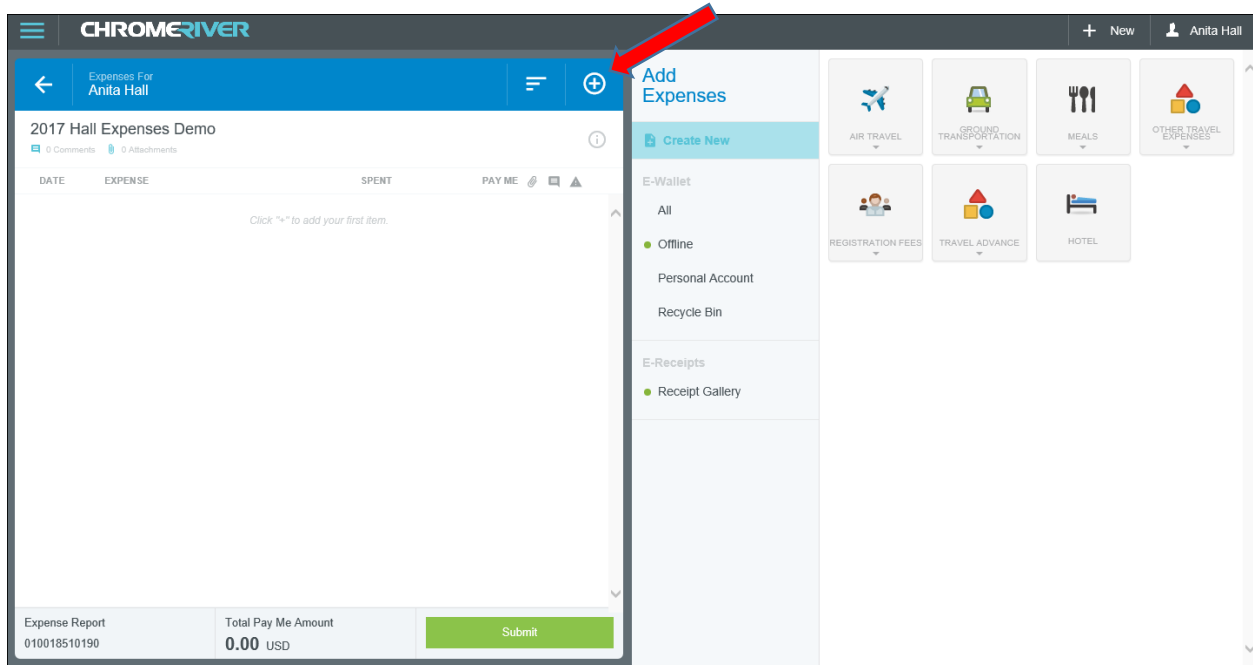 CHROMERIVER
+ New
Anita Hall
Expenses For
Anita Hall
2017 Hall Expenses Demo
0 Comments 0 Attachments
DATE EXPENSE SPENT PAY ME
Click "+" to add your first item.
Expense Report
010018510190
Total Pay Me Amount
0.00 USD
Submit
Add
Expenses
Create New
E-Wallet
All
Offline
Personal Account
Recycle Bin
E-Receipts
Receipt Gallery
AIR TRAVEL
GROUND
TRANSPORTATION
MEALS
OTHER TRAVEL
EXPENSES
REGISTRATION FEES
TRAVEL ADVANCE
HOTEL